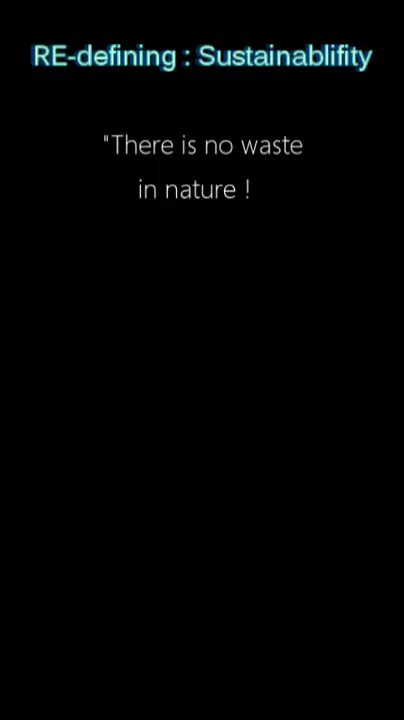 RE-defining : Sustainablifity
"There is no waste
in nature !